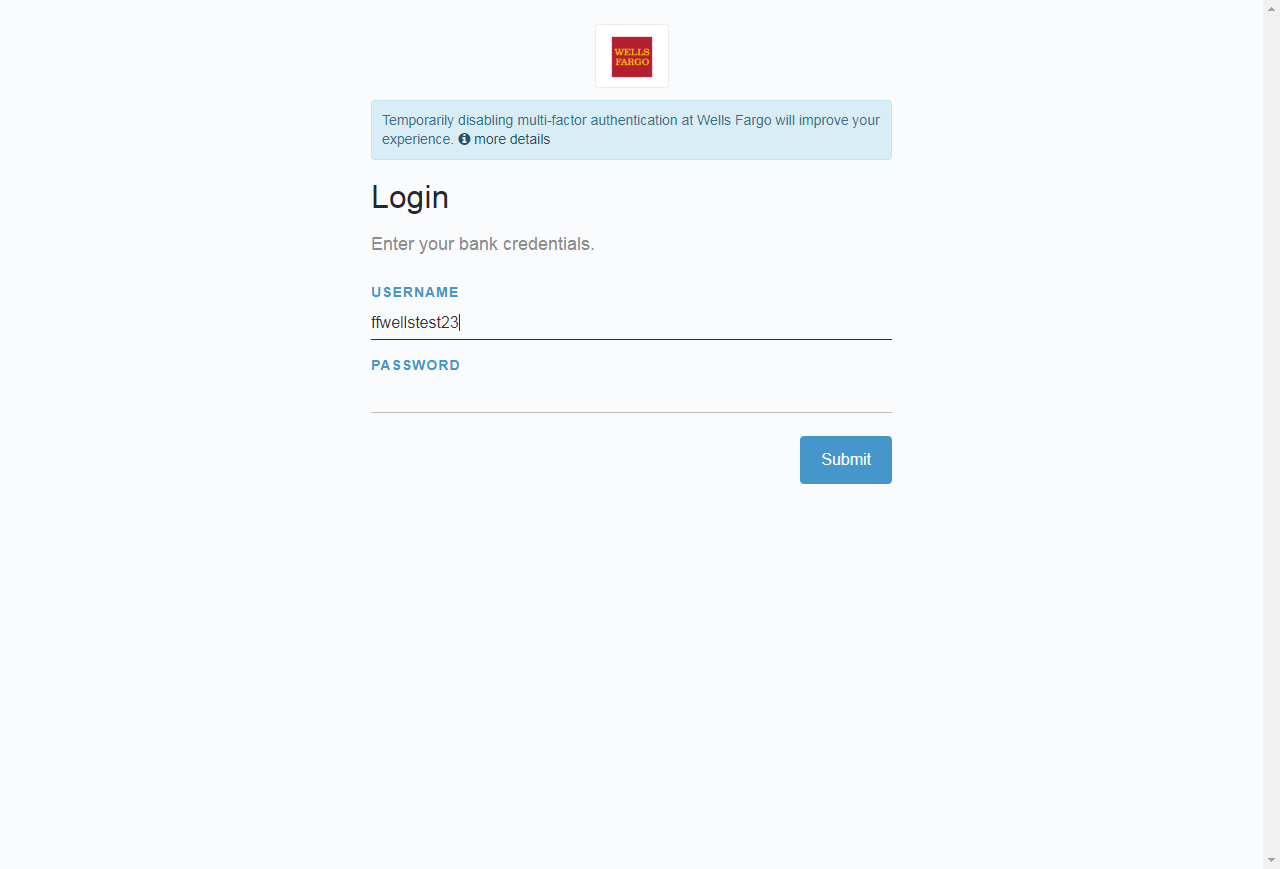 WELLS
FARGO
Temporarily disabling multi-factor authentication at Wells Fargo will improve your
experience. more details
Login
Enter your bank credentials.
USERNAME
ffwellstest23
PASSWORD
Submit